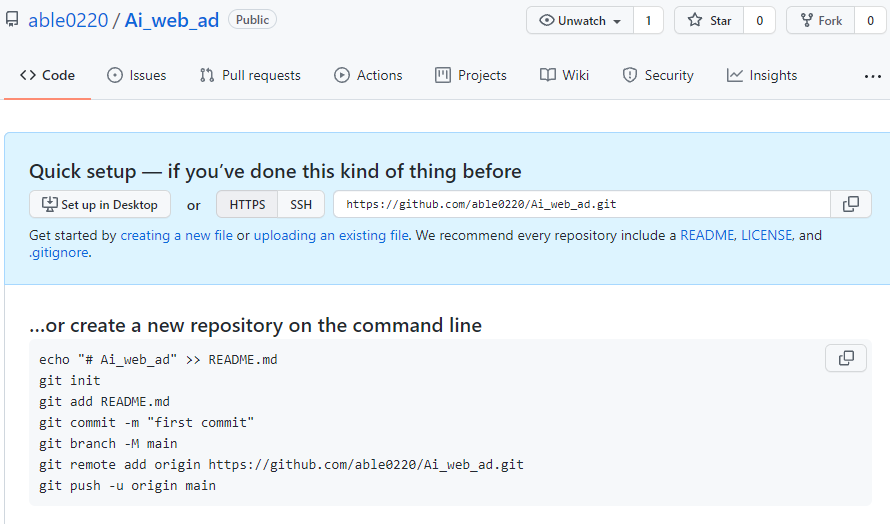 able0220 / Ai_web_ad Public Unwatch 1 Star 0 Fork 0
Code Issues Pull requests Actions Projects Wiki Security Insights ...
Quick setup — if you’ve done this kind of thing before
Set up in Desktop or HTTPS SSH https://github.com/able0220/Ai_web_ad.git
Get started by creating a new file or uploading an existing file. We recommend every repository include a README, LICENSE, and
.gitignore.
…or create a new repository on the command line
echo "# Ai_web_ad" >> README.md
git init
git add README.md
git commit -m "first commit"
git branch -M main
git remote add origin https://github.com/able0220/Ai_web_ad.git
git push -u origin main